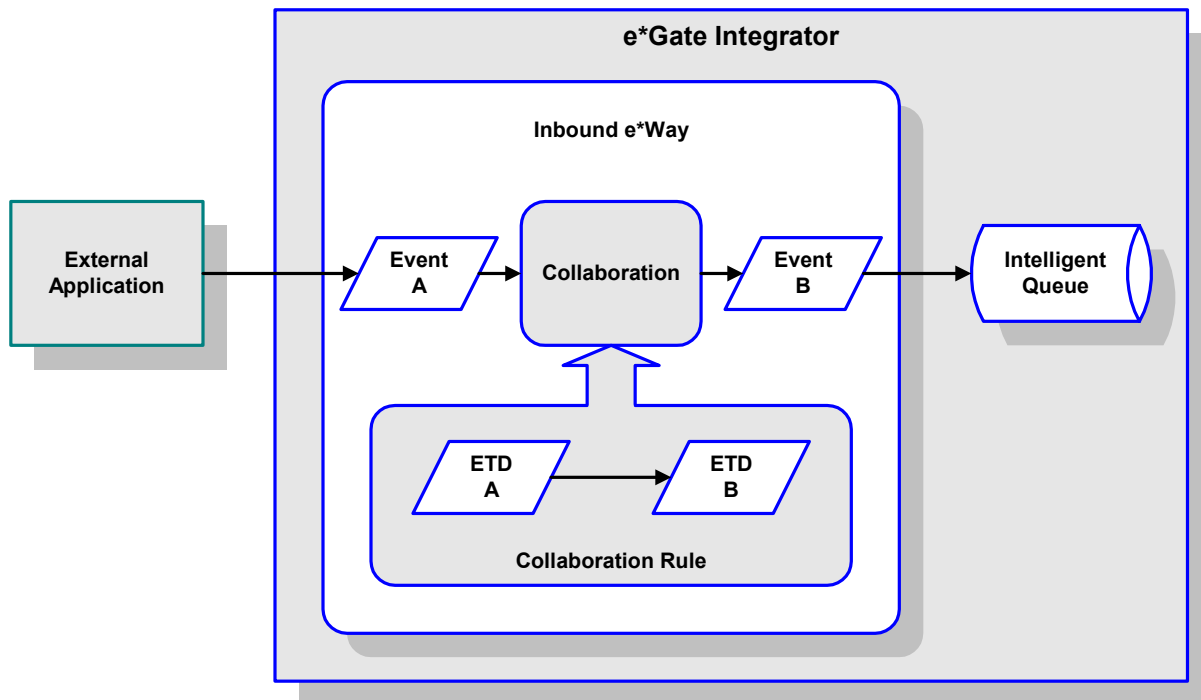 e*Gate Integrator
Inbound e*Way
External
Application
Event
A
Collaboration
Event
B
Intelligent
Queue
ETD
A
ETD
B
Collaboration Rule